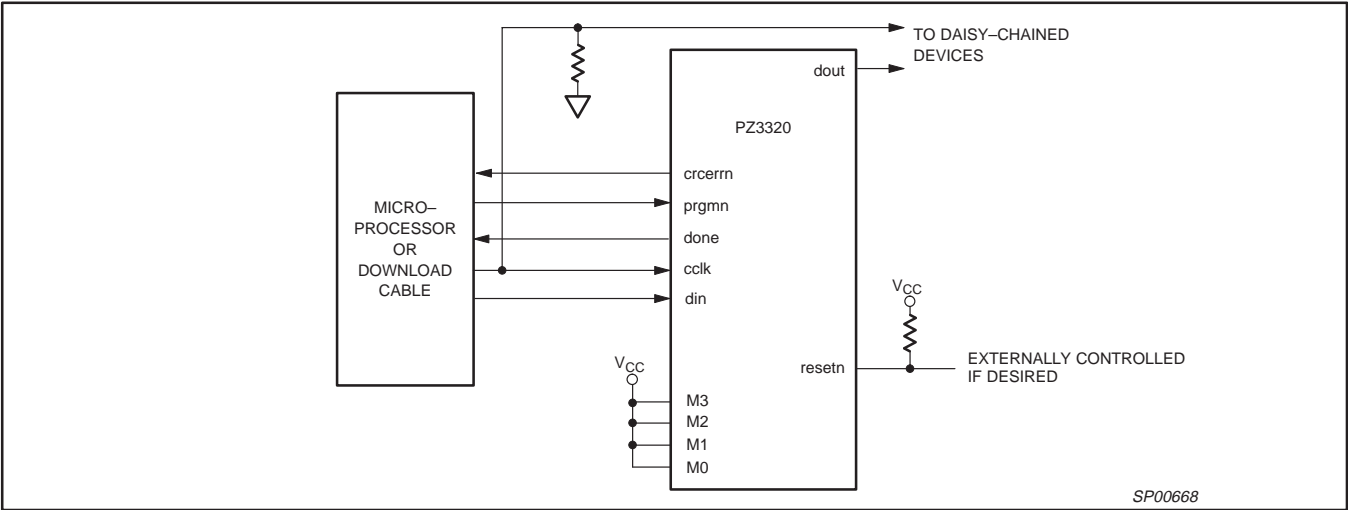 TO DAISY–CHAINED
DEVICES
dout
PZ3320
crcerrn
prgmn
done
cclk
din
MICRO–
PROCESSOR
OR
DOWNLOAD
CABLE
VCC
resetn
EXTERNALLY CONTROLLED
IF DESIRED
VCC
M3
M2
M1
M0
SP00668